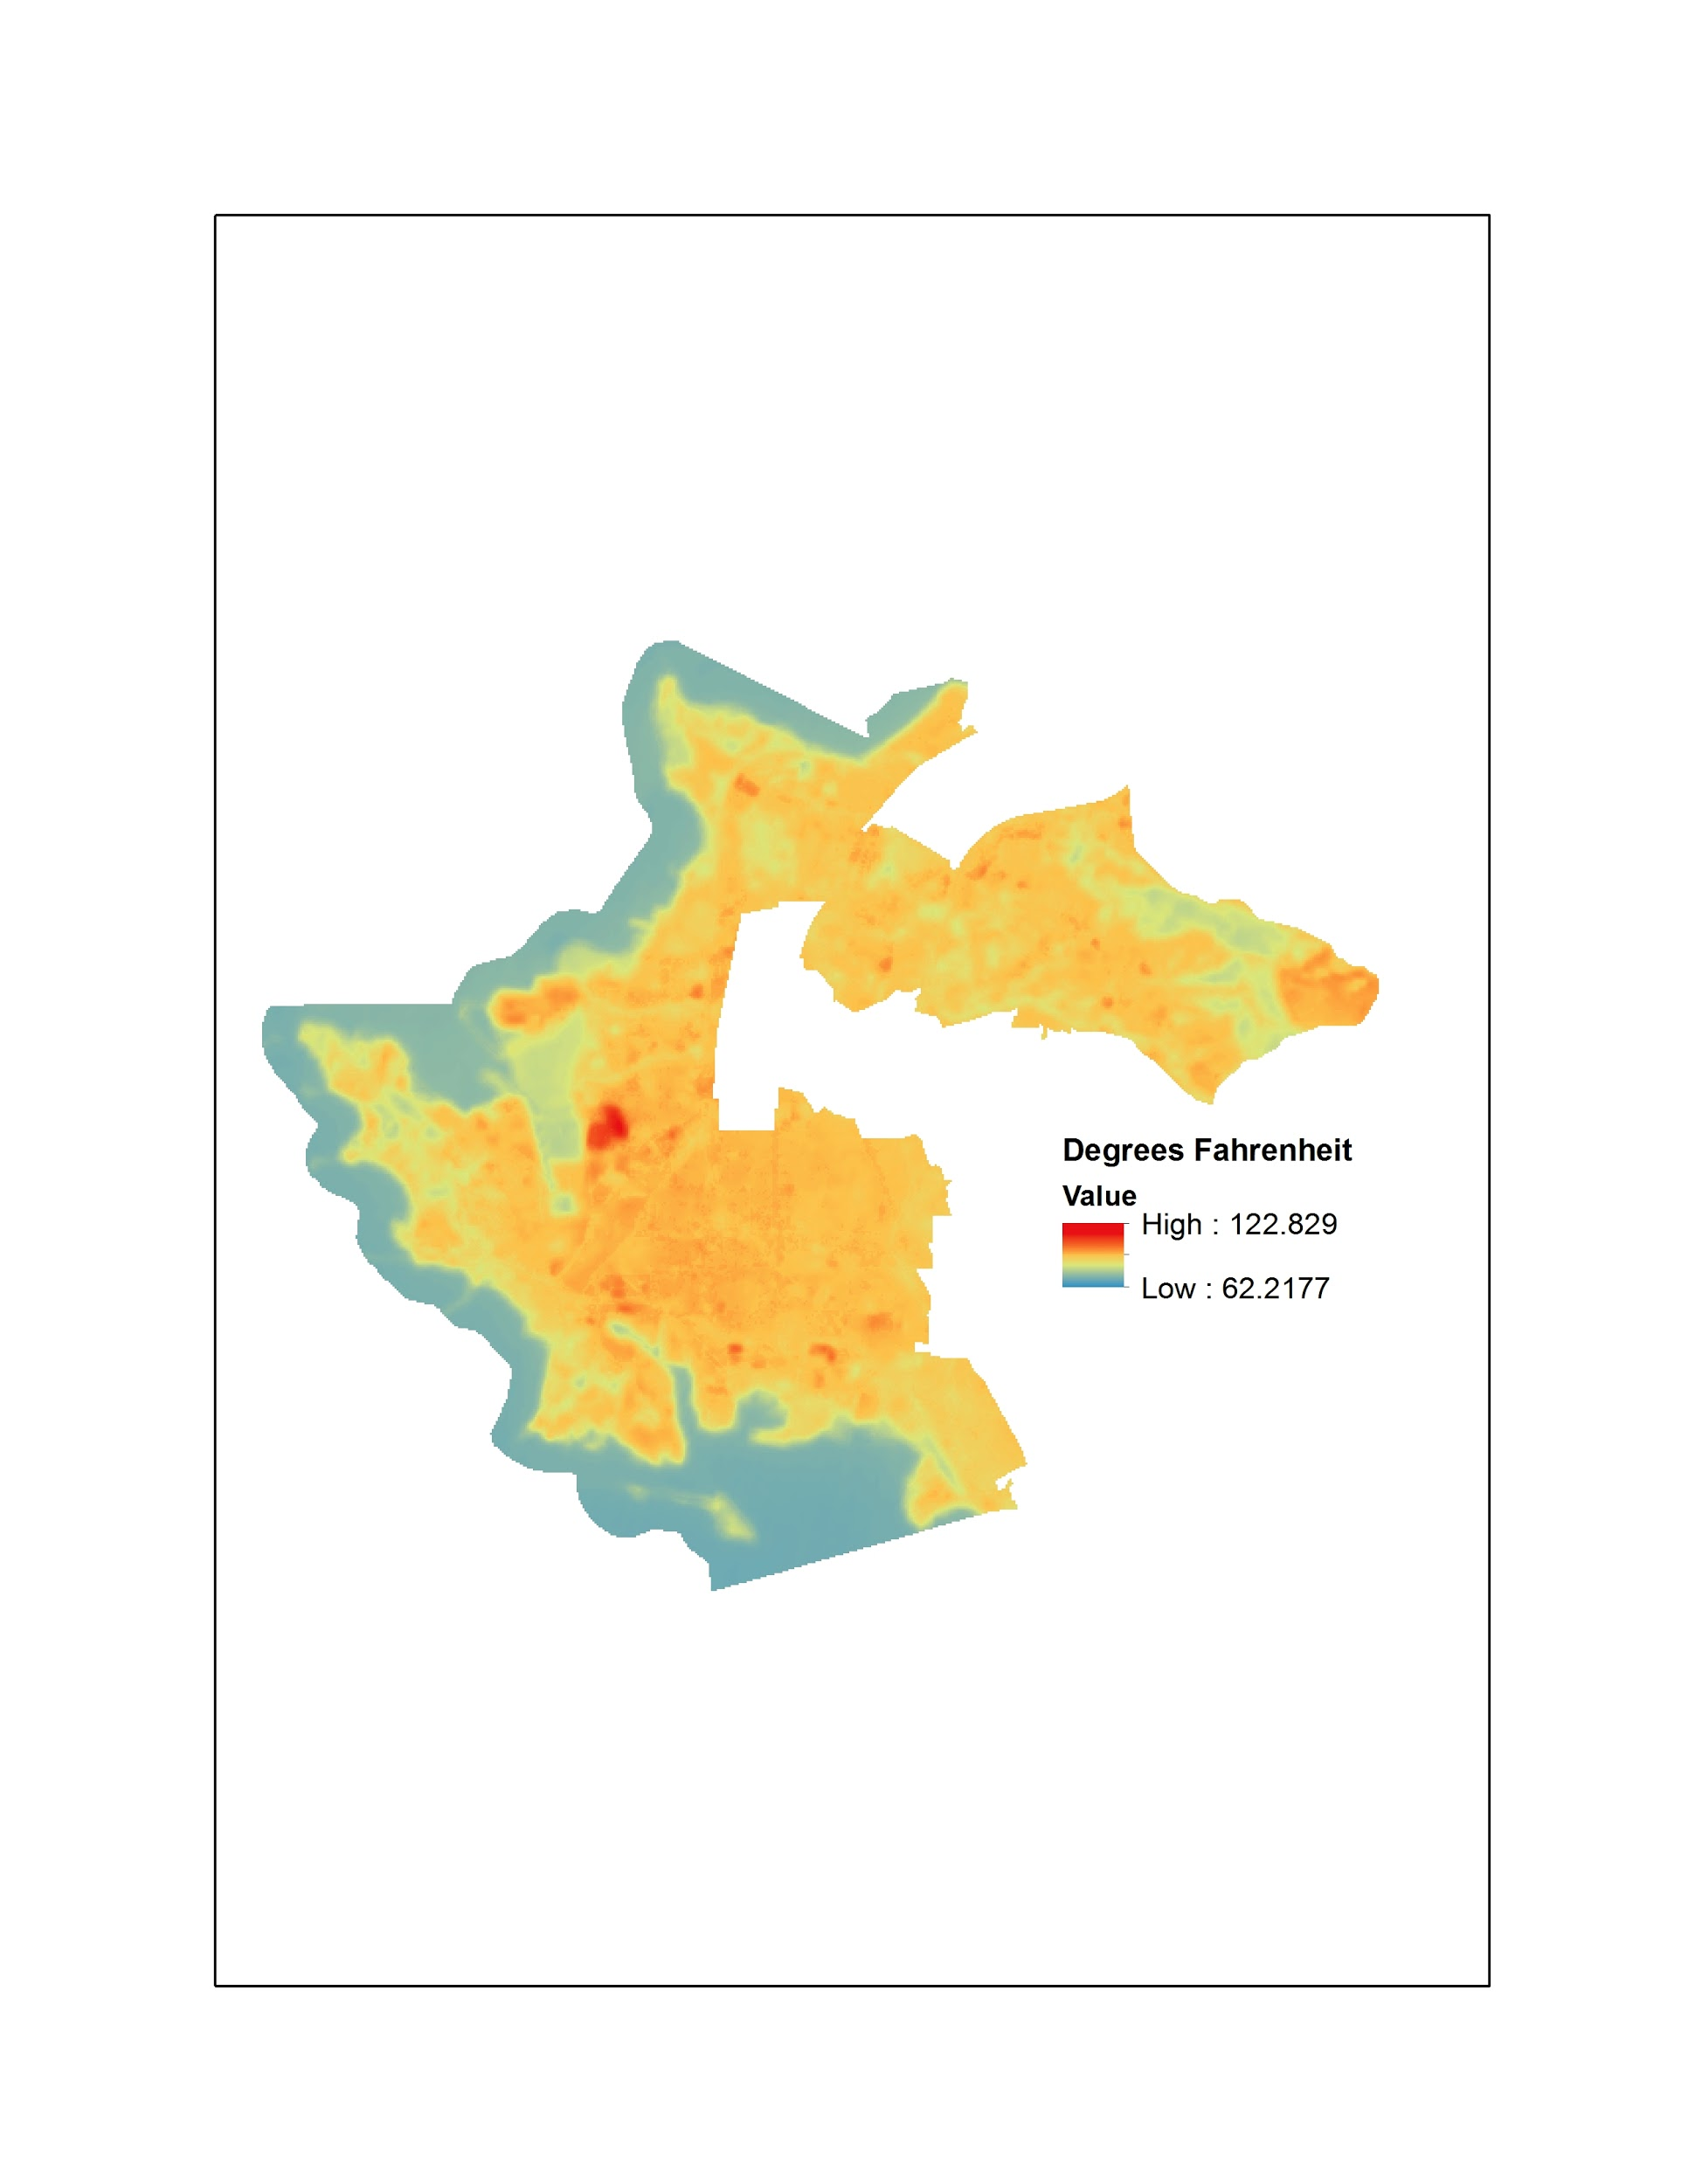 Degrees Fahrenheit
Value
High : 122.829
Low : 62.2177